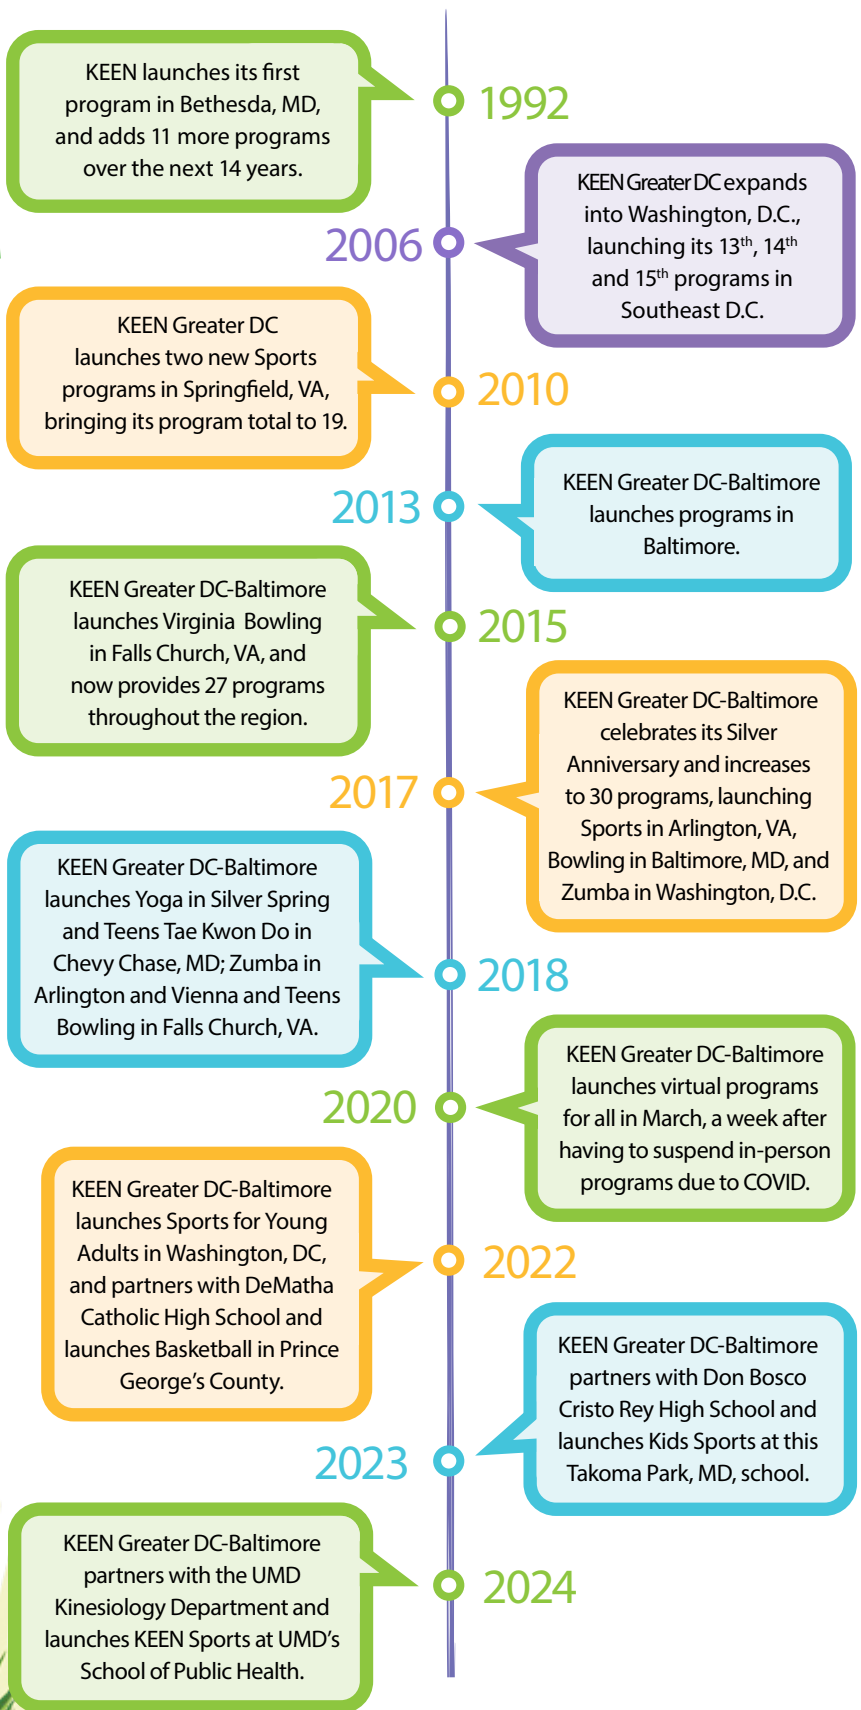 KEEN launches its first
program in Bethesda, MD,
and adds 11 more programs
over the next 14 years.
1992
KEEN Greater DC expands
into Washington, D.C.,
launching its 13th, 14th
and 15th programs in
Southeast D.C.
2006
KEEN Greater DC
launches two new Sports
programs in Springfield, VA,
bringing its program total to 19.
2010
KEEN Greater DC-Baltimore
launches programs in
Baltimore.
2013
KEEN Greater DC-Baltimore
launches Virginia Bowling
in Falls Church, VA, and
now provides 27 programs
throughout the region.
2015
KEEN Greater DC-Baltimore
celebrates its Silver
Anniversary and increases
to 30 programs, launching
Sports in Arlington, VA,
Bowling in Baltimore, MD, and
Zumba in Washington, D.C.
2017
KEEN Greater DC-Baltimore
launches Yoga in Silver Spring
and Teens Tae Kwon Do in
Chevy Chase, MD; Zumba in
Arlington and Vienna and Teens
Bowling in Falls Church, VA.
2018
KEEN Greater DC-Baltimore
launches virtual programs
for all in March, a week after
having to suspend in-person
programs due to COVID.
2020
KEEN Greater DC-Baltimore
launches Sports for Young
Adults in Washington, DC,
and partners with DeMatha
Catholic High School and
launches Basketball in Prince
George's County.
2022
KEEN Greater DC-Baltimore
partners with Don Bosco
Cristo Rey High School and
launches Kids Sports at this
Takoma Park, MD, school.
2023
KEEN Greater DC-Baltimore
partners with the UMD
Kinesiology Department and
launches KEEN Sports at UMD's
School of Public Health.
2024